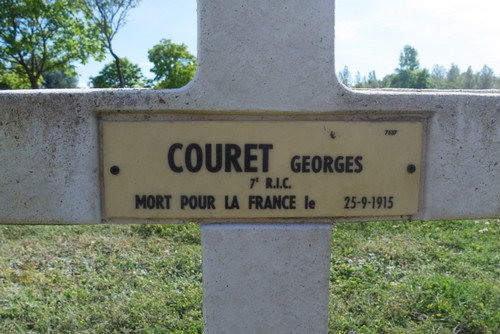 COURET GEORGES
7e R.I.C.
MORT POUR LA FRANCE le 25-9-1915